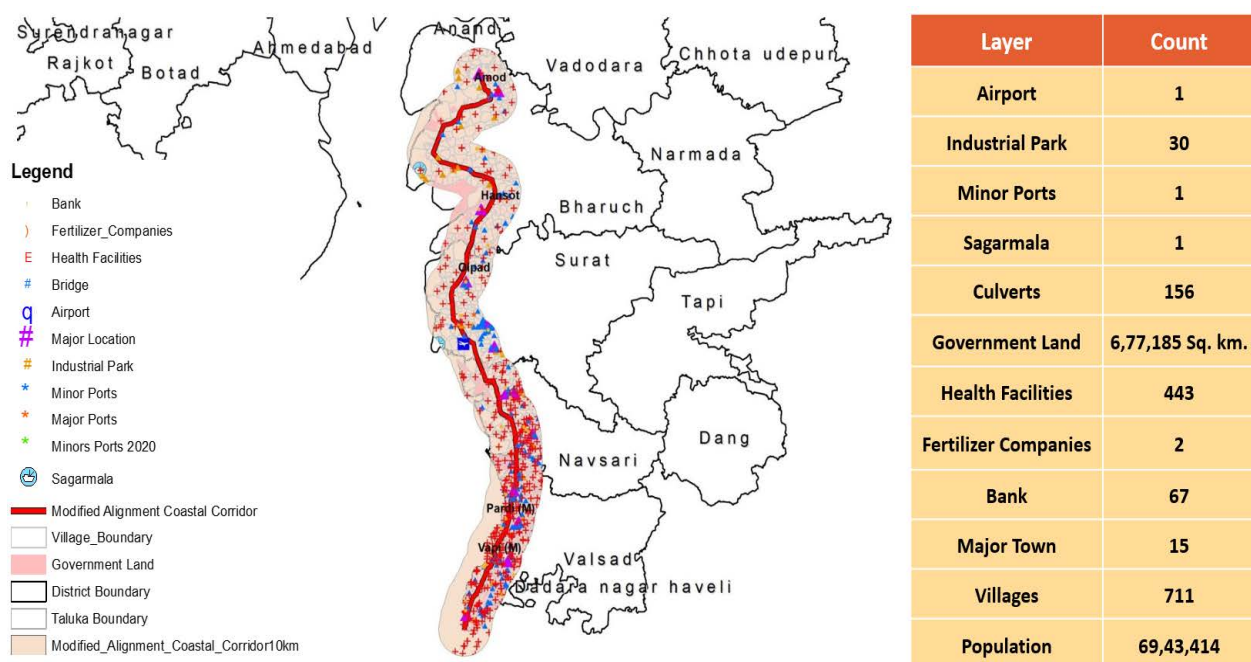 Surendranagar
Rajkot
Botad
Ahmedabad
Anand
Vadodara
Chhota udepur
Amod
Narmada
Hansot
Bharuch
Surat
Olpad
Tapi
Dang
Navsari
Pardi (M)
Vapi (M)
Valsad
Dadara nagar haveli
Legend
Bank
) Fertilizer_Companies
E Health Facilities
# Bridge
q Airport
# Major Location
# Industrial Park
* Minor Ports
* Major Ports
* Minors Ports 2020
Sagarmala
Modified Alignment Coastal Corridor
Village_Boundary
Government Land
District Boundary
Taluka Boundary
Modified_Alignment_Coastal_Corridor10km
Layer Count
Airport 1
Industrial Park 30
Minor Ports 1
Sagarmala 1
Culverts 156
Government Land 6,77,185 Sq. km.
Health Facilities 443
Fertilizer Companies 2
Bank 67
Major Town 15
Villages 711
Population 69,43,414